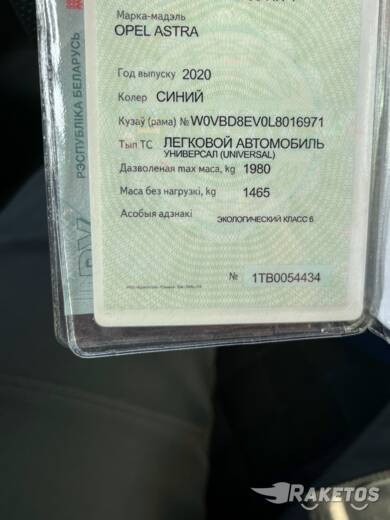 Марка-мадэль
OPEL ASTRA
Год выпуску 2020
Колер СИНИЙ
Кузаў (рама) № W0VBD8EV0L8016971
Тып ТС ЛЕГКОВОЙ АВТОМОБИЛЬ
УНИВЕРСАЛ (UNIVERSAL)
Дазволеная max маса, kg 1980
Маса без нагрузкі, kg 1465
Асобыя адзнакі ЭКОЛОГИЧЕСКИЙ КЛАСС 6
№ 1TB0054434
РЭСПУБЛІКА БЕЛАРУСЬ
RAKETOS